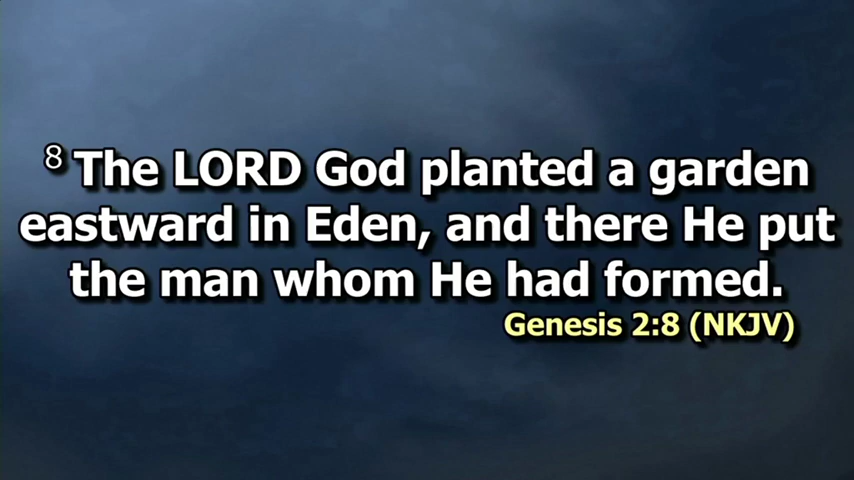 8 The LORD God planted a garden
eastward in Eden, and there He put
the man whom He had formed.
Genesis 2:8 (NKJV)